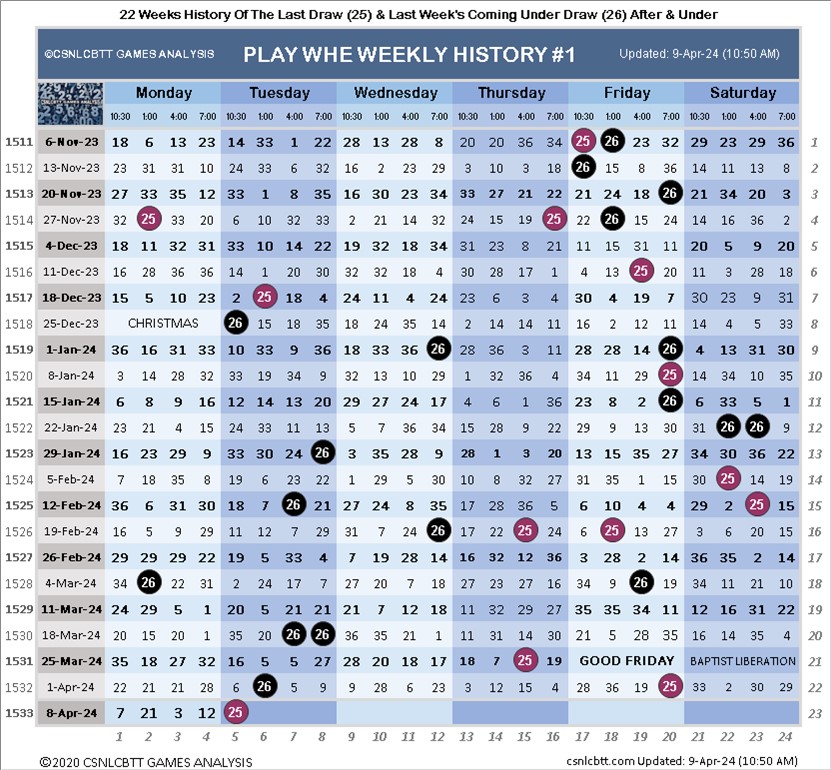 22 Weeks History Of The Last Draw (25) & Last Week's Coming Under Draw (26) After & Under
©CSNLCBTT GAMES ANALYSIS PLAY WHE WEEKLY HISTORY #1 Updated: 9-Apr-24 (10:50 AM)
CSNLCBTT GAMES ANALYSIS Monday Tuesday Wednesday Thursday Friday Saturday
10:30 1:00 4:00 7:00 10:30 1:00 4:00 7:00 10:30 1:00 4:00 7:00 10:30 1:00 4:00 7:00 10:30 1:00 4:00 7:00 10:30 1:00 4:00 7:00
1511 6-Nov-23 18 6 13 23 14 33 1 22 28 13 28 8 20 20 36 34 25 26 23 32 29 23 29 36 1
1512 13-Nov-23 23 31 31 10 24 33 6 22 16 2 23 29 3 10 3 18 26 15 8 36 11 29 13 8 2
1513 20-Nov-23 27 33 35 12 33 1 8 35 16 30 23 34 33 27 21 22 21 24 18 26 21 34 20 3 3
1514 27-Nov-23 32 25 33 20 6 10 32 33 2 21 14 32 24 15 19 25 22 26 15 24 14 16 36 2 4
1515 4-Dec-23 18 11 32 31 33 10 14 22 19 32 18 34 31 23 8 21 11 15 31 11 20 5 9 20 5
1516 11-Dec-23 16 28 36 36 14 1 20 30 32 32 18 4 30 28 17 1 4 13 25 20 11 3 28 18 6
1517 18-Dec-23 15 5 10 23 2 25 18 4 24 11 4 24 23 6 3 4 30 4 19 7 30 23 9 31 7
1518 25-Dec-23 CHRISTMAS 26 15 18 35 18 24 35 14 2 14 14 11 16 2 12 11 14 4 5 33 8
1519 1-Jan-24 36 16 31 33 10 33 9 36 18 33 36 26 28 36 3 11 28 28 14 26 4 13 31 30 9
1520 8-Jan-24 3 14 28 32 33 19 34 9 32 13 10 29 1 32 36 4 34 11 29 25 14 34 10 35 10
1521 15-Jan-24 6 8 9 16 12 14 13 20 29 27 24 17 4 6 1 36 23 8 2 26 6 33 5 1 11
1522 22-Jan-24 23 21 4 15 24 33 11 13 5 7 36 34 15 28 9 22 29 9 13 30 31 26 26 9 12
1523 29-Jan-24 16 23 29 9 33 30 24 26 3 35 28 9 28 1 3 20 13 15 35 27 34 30 36 22 13
1524 5-Feb-24 7 18 35 8 19 6 23 22 1 29 5 30 10 8 32 27 31 35 1 15 30 25 14 19 14
1525 12-Feb-24 36 6 31 30 18 7 26 21 27 24 8 35 17 28 36 5 6 10 4 4 29 2 25 15 15
1526 19-Feb-24 16 5 9 29 11 12 7 29 34 36 12 26 17 22 25 24 16 25 13 27 3 6 20 15 16
1527 26-Feb-24 29 29 29 22 19 5 33 4 7 19 28 14 16 32 12 36 3 28 2 14 36 35 2 14 17
1528 4-Mar-24 34 26 22 31 2 24 17 7 27 20 7 18 27 23 27 36 34 9 26 19 34 11 21 10 18
1529 11-Mar-24 24 29 5 1 20 5 21 21 21 7 12 18 11 32 29 27 35 35 34 11 12 16 31 22 19
1530 18-Mar-24 20 15 20 1 35 20 26 26 36 35 21 1 11 31 14 30 21 5 28 35 16 14 35 4 20
1531 25-Mar-24 35 18 27 32 16 5 5 27 28 20 18 17 18 7 25 19 GOOD FRIDAY BAPTIST LIBERATION 21
1532 1-Apr-24 22 21 21 28 6 26 5 9 9 28 6 23 3 12 15 4 28 36 19 25 33 2 30 29 22
1533 8-Apr-24 7 21 3 12 25 23
1 2 3 4 5 6 7 8 9 10 11 12 13 14 15 16 17 18 19 20 21 22 23 24
©2020 CSNLCBTT GAMES ANALYSIS csnlcbtt.com Updated: 9-Apr-24 (10:50 AM)